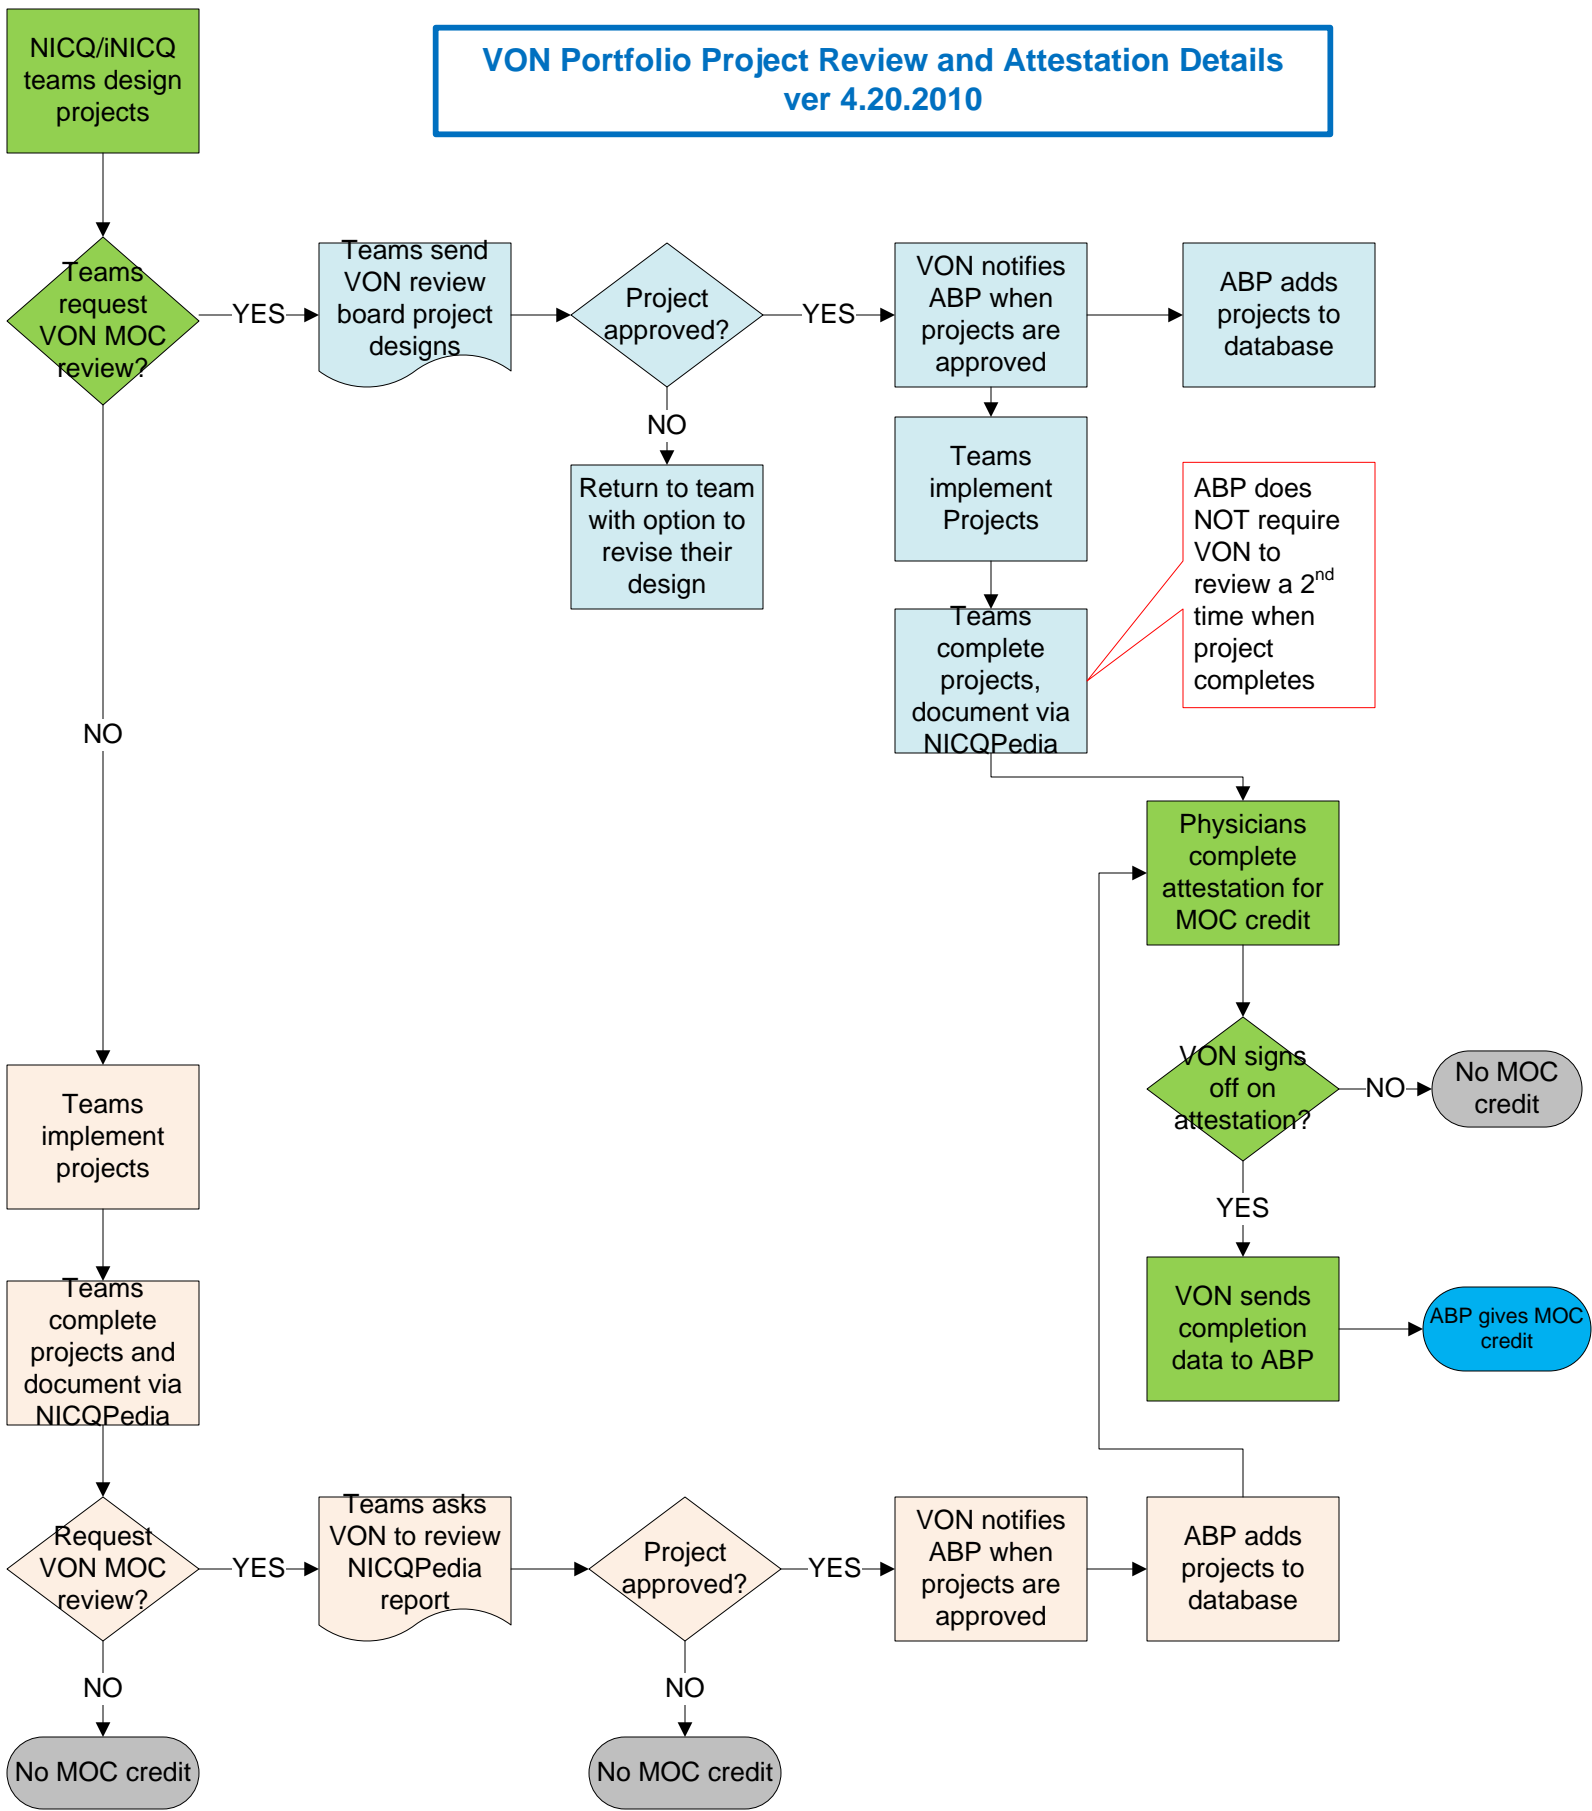 NICQ/iNICQ
teams design
projects
VON Portfolio Project Review and Attestation Details
ver 4.20.2010
Teams
request
VON MOC
review?
YES
Teams send
VON review
board project
designs
Project
approved?
YES
VON notifies
ABP when
projects are
approved
ABP adds
projects to
database
NO
Return to team
with option to
revise their
design
Teams
implement
Projects
ABP does
NOT require
VON to
review a 2nd
time when
project
completes
Teams
complete
projects,
document via
NICQPedia
NO
Physicians
complete
attestation for
MOC credit
VON signs
off on
attestation?
NO
No MOC
credit
YES
VON sends
completion
data to ABP
ABP gives MOC
credit
Teams
implement
projects
Teams
complete
projects and
document via
NICQPedia
Request
VON MOC
review?
YES
Teams asks
VON to review
NICQPedia
report
Project
approved?
YES
VON notifies
ABP when
projects are
approved
ABP adds
projects to
database
NO
No MOC credit
NO
No MOC credit